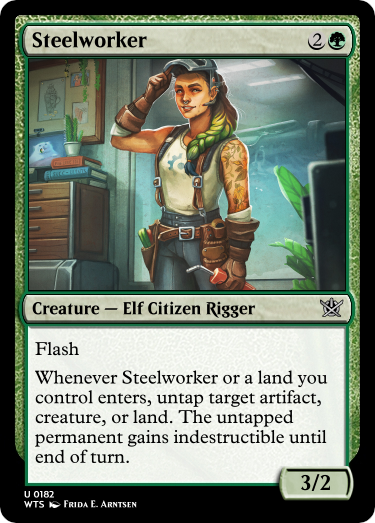 Steelworker 2
Creature — Elf Citizen Rigger
Flash
Whenever Steelworker or a land you
control enters, untap target artifact,
creature, or land. The untapped
permanent gains indestructible until
end of turn.
3/2
U 0182
WTS Frida E. Arntsen